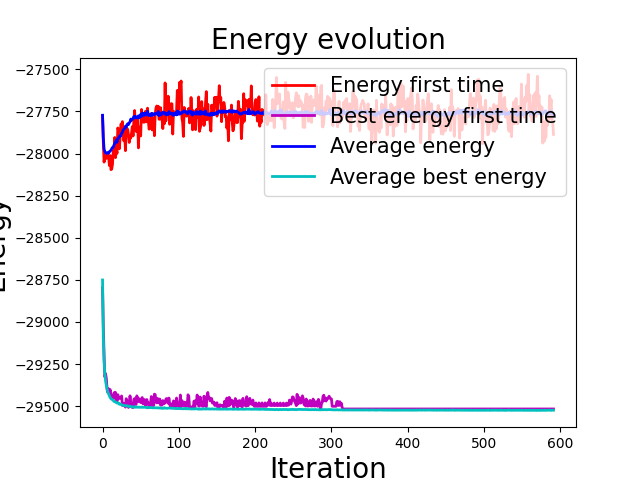 Energy evolution
Energy
−27500
−27750
−28000
−28250
−28500
−28750
−29000
−29250
−29500
Energy first time
Best energy first time
Average energy
Average best energy
0
100
200
300
400
500
600
Iteration